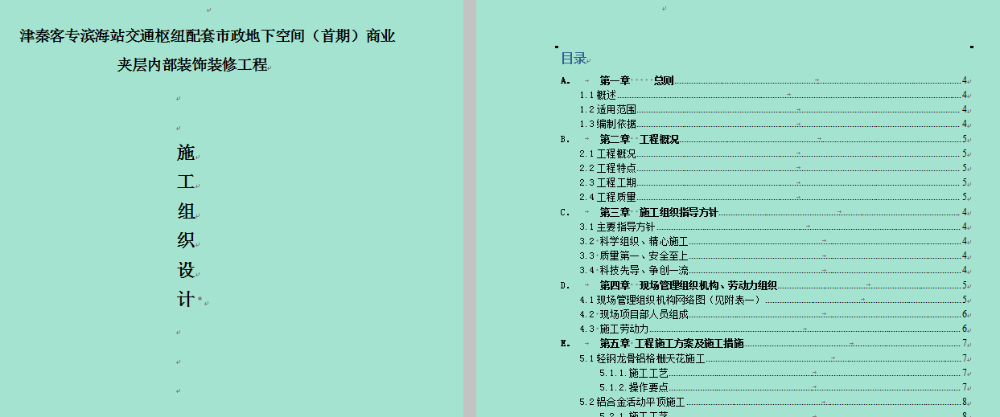 津秦客专滨海站交通枢纽配套市政地下空间（首期）商业
夹层内部装饰装修工程
施
工
组
织
设
计
目录
A. 第一章 总则 4
1.1 概述 4
1.2 适用范围 4
1.3 编制依据 4
B. 第二章 工程概况 5
2.1 工程概况 5
2.2 工程特点 5
2.3 工程工期 5
2.4 工程质量 5
C. 第三章 施工组织指导方针 4
3.1 主要指导方针 4
3.2 科学组织、精心施工 4
3.3 质量第一、安全至上 4
3.4 科技先导、争创一流 4
D. 第四章 现场管理组织机构、劳动力组织 5
4.1 现场管理组织机构网络图（见附表一） 5
4.2 现场项目部人员组成 6
4.3 施工劳动力 6
E. 第五章 工程施工方案及施工措施 7
5.1 轻钢龙骨铝格栅天花施工 7
5.1.1.施工工艺 7
5.1.2.操作要点 7
5.2 铝合金活动平顶施工 8
5.2.1.施工工艺 8